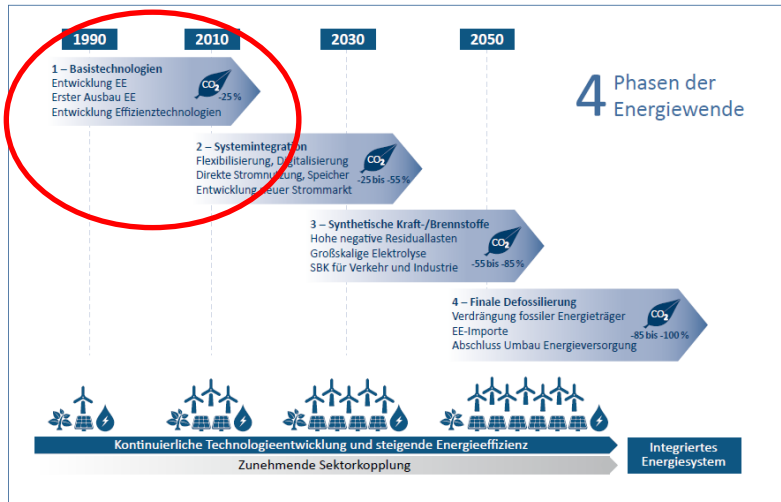 1990
2010
2030
2050
4 Phasen der
Energiewende
1 – Basistechnologien
Entwicklung EE
Erster Ausbau EE
Entwicklung Effizienztechnologien
CO2
-25 %
2 – Systemintegration
Flexibilisierung, Digitalisierung
Direkte Stromnutzung, Speicher
Entwicklung neuer Strommarkt
CO2
-25 bis -55 %
3 – Synthetische Kraft-/Brennstoffe
Hohe negative Residuallasten
Großskalige Elektrolyse
SBK für Verkehr und Industrie
CO2
-55 bis -85 %
4 – Finale Defossilierung
Verdrängung fossiler Energieträger
EE-Importe
Abschluss Umbau Energieversorgung
CO2
-85 bis -100 %
Kontinuierliche Technologieentwicklung und steigende Energieeffizienz
Zunehmende Sektorkopplung
Integriertes
Energiesystem